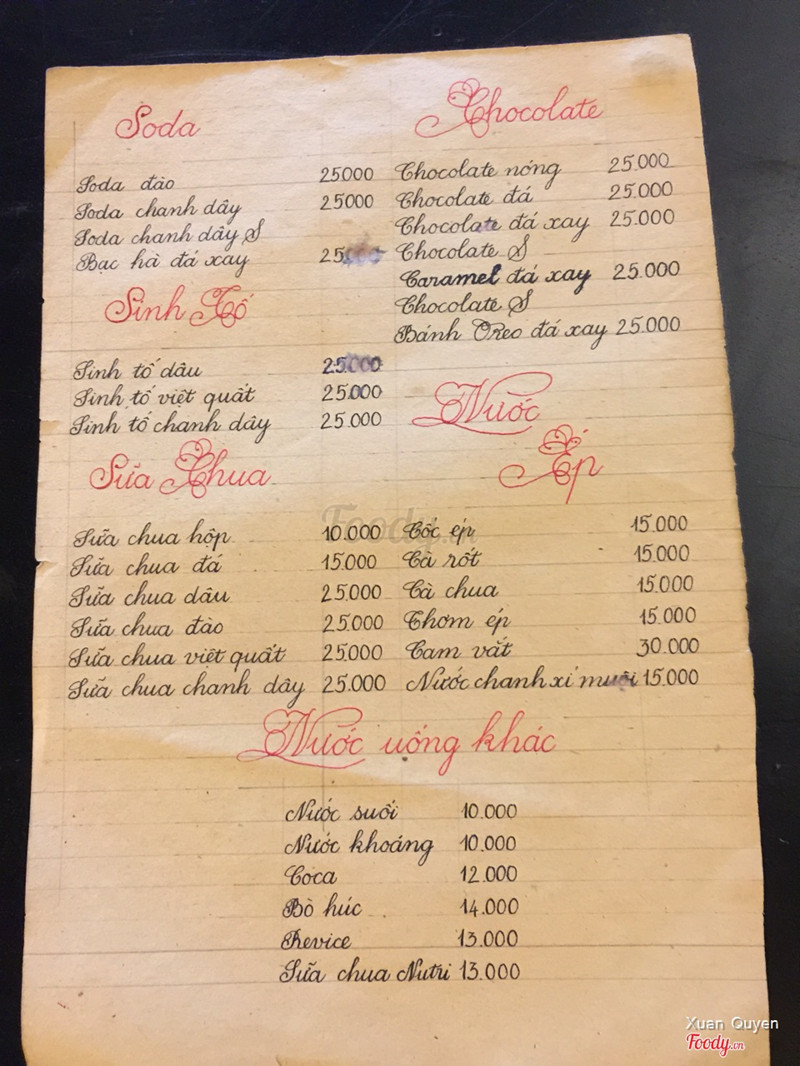 Soda
Soda đào 25000
Soda chanh dây 25000
Soda chanh dây &
Bạc hà đá xay 25.000
Sinh Tố
Sinh tố dâu 25.000
Sinh tố việt quất 25.000
Sinh tố chanh dây 25.000
Sữa Chua
Sữa chua hộp 10.000
Sữa chua đá 15.000
Sữa chua dâu 25.000
Sữa chua đào 25.000
Sữa chua việt quất 25.000
Sữa chua chanh dây 25.000
Chocolate
Chocolate nóng 25.000
Chocolate đá 25.000
Chocolate đá xay 25.000
Chocolate &
Caramel đá xay 25.000
Chocolate &
Bánh Oreo đá xay 25.000
Nước
Ép
Cốc ép 15.000
Cà rốt 15.000
Cà chua 15.000
Thơm ép 15.000
Cam vắt 30.000
Nước chanh xí muội 15.000
Nước uống khác
Nước suối 10.000
Nước khoáng 10.000
Coca 12.000
Bò húc 14.000
Revice 13.000
Sữa chua Nutri 13.000
Foody.vn
Xuan Quyen
Foody.vn